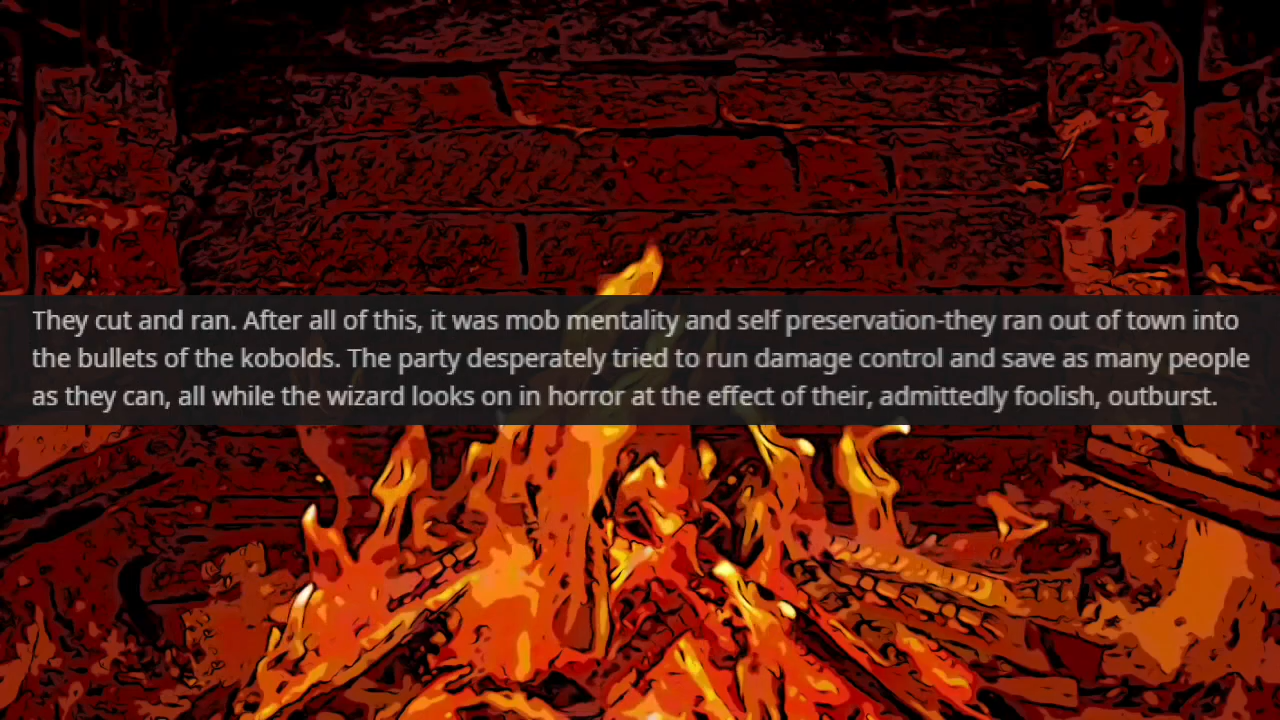 They cut and ran. After all of this, it was mob mentality and self preservation-they ran out of town into
the bullets of the kobolds. The party desperately tried to run damage control and save as many people
as they can, all while the wizard looks on in horror at the effect of their, admittedly foolish, outburst.